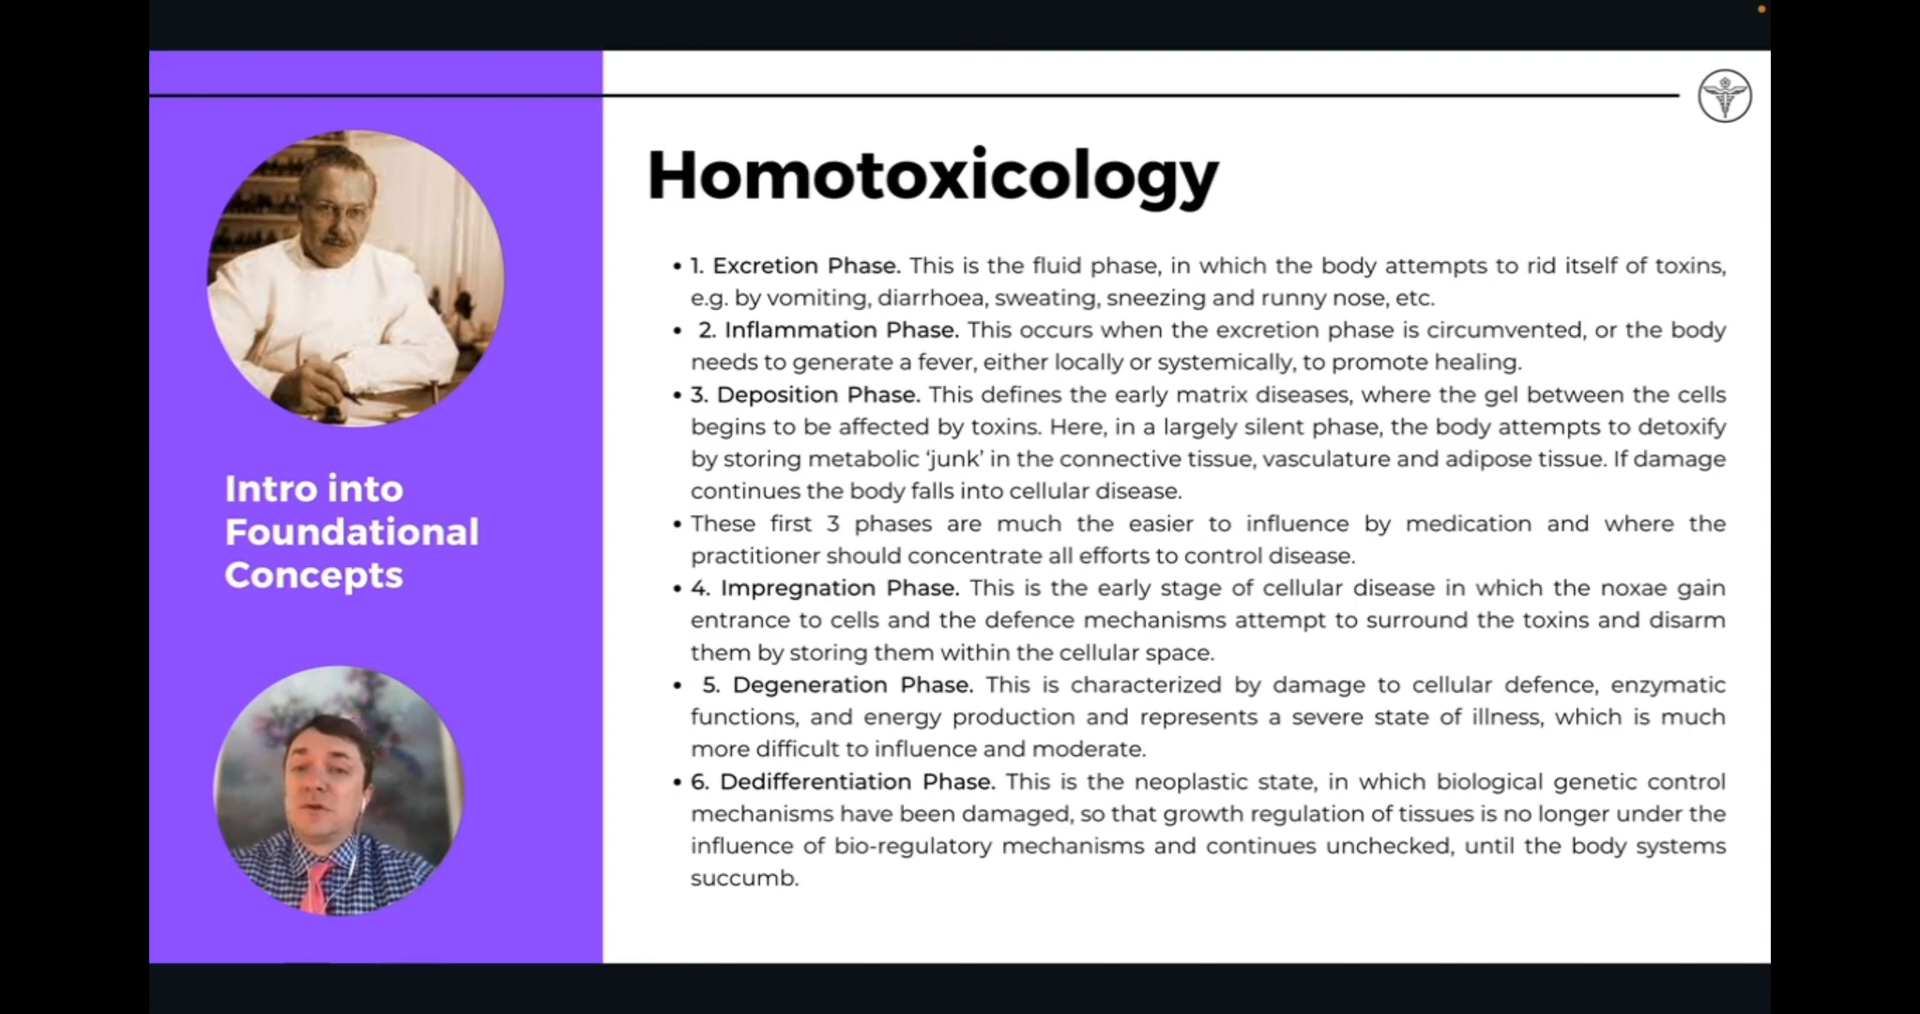 Homotoxicology
• 1. Excretion Phase. This is the fluid phase, in which the body attempts to rid itself of toxins,
e.g. by vomiting, diarrhoea, sweating, sneezing and runny nose, etc.
• 2. Inflammation Phase. This occurs when the excretion phase is circumvented, or the body
needs to generate a fever, either locally or systemically, to promote healing.
• 3. Deposition Phase. This defines the early matrix diseases, where the gel between the cells
begins to be affected by toxins. Here, in a largely silent phase, the body attempts to detoxify
by storing metabolic ‘junk’ in the connective tissue, vasculature and adipose tissue. If damage
continues the body falls into cellular disease.
• These first 3 phases are much the easier to influence by medication and where the
practitioner should concentrate all efforts to control disease.
• 4. Impregnation Phase. This is the early stage of cellular disease in which the noxae gain
entrance to cells and the defence mechanisms attempt to surround the toxins and disarm
them by storing them within the cellular space.
• 5. Degeneration Phase. This is characterized by damage to cellular defence, enzymatic
functions, and energy production and represents a severe state of illness, which is much
more difficult to influence and moderate.
• 6. Dedifferentiation Phase. This is the neoplastic state, in which biological genetic control
mechanisms have been damaged, so that growth regulation of tissues is no longer under the
influence of bio-regulatory mechanisms and continues unchecked, until the body systems
succumb.
Intro into
Foundational
Concepts